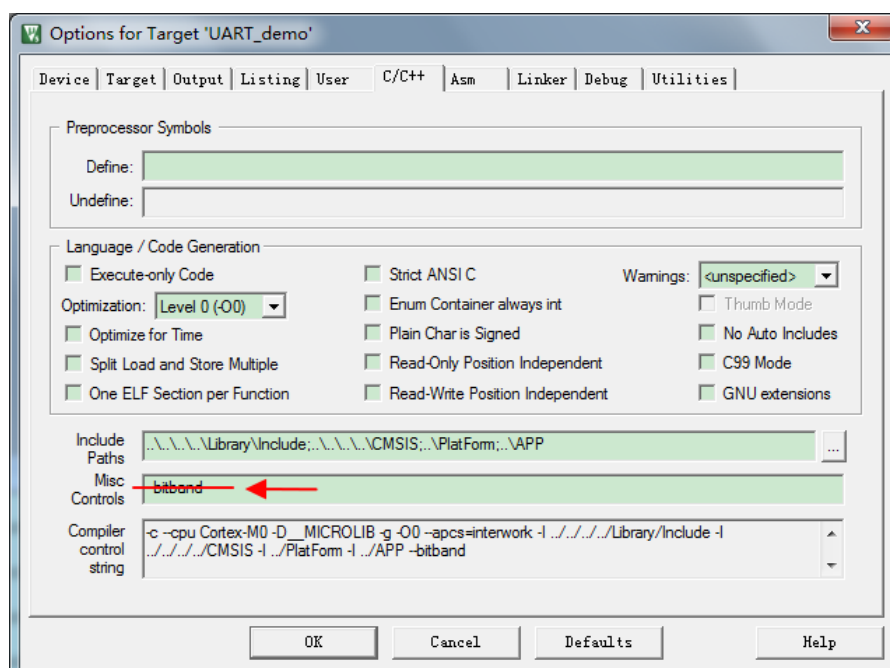 Options for Target 'UART_demo'
Device Target Output Listing User C/C++ Asm Linker Debug Utilities
Preprocessor Symbols
Define:
Undefine:
Language / Code Generation
Execute-only Code Strict ANSI C Warnings: <unspecified>
Optimization: Level 0 (-O0) Enum Container always int Thumb Mode
Optimize for Time Plain Char is Signed No Auto Includes
Split Load and Store Multiple Read-Only Position Independent C99 Mode
One ELF Section per Function Read-Write Position Independent GNU extensions
Include Paths ..\..\..\..\Library\Include;..\..\..\..\CMSIS;..\PlatForm;..\APP ...
Misc Controls --bitband
Compiler control string -c --cpu Cortex-M0 -D__MICROLIB -g -O0 --apcs=interwork -I ../../../../Library/Include -I
../../../../CMSIS -I ../PlatForm -I ../APP --bitband
OK Cancel Defaults Help